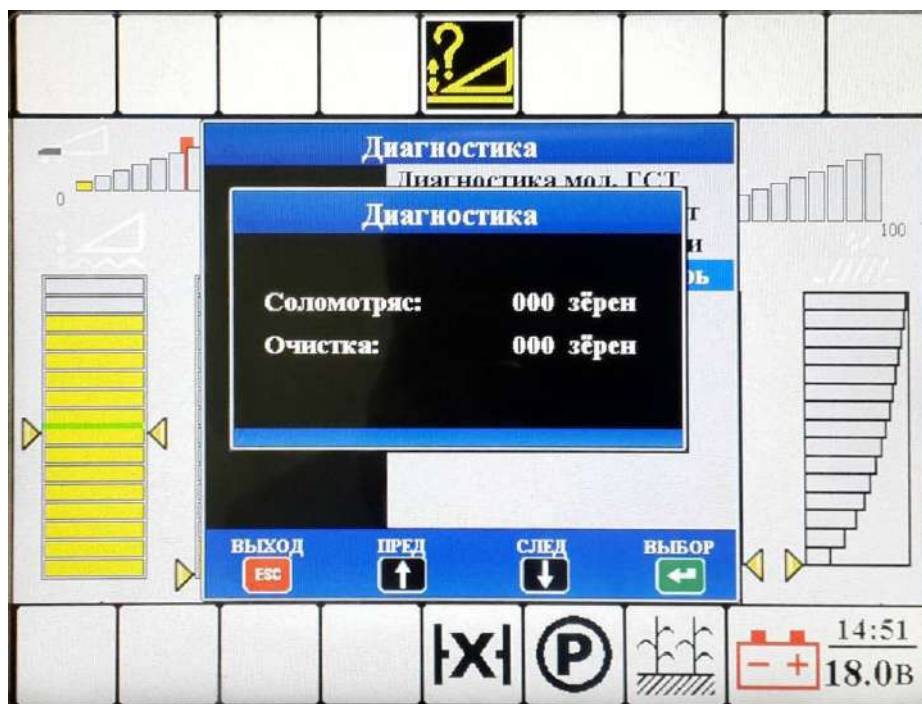 ?
Диагностика
Диагностика мод. ГСТ
0
Диагностика
т
и
100
ь
Соломотряс: 000 зёрен
Очистка: 000 зёрен
ВЫХОД ПРЕД СЛЕД ВЫБОР
ESC
X P
14:51
18.0В